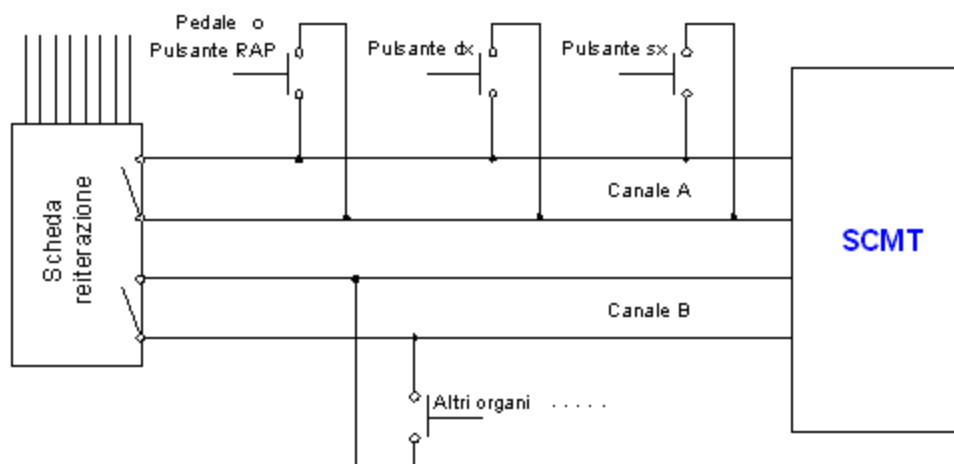 Pedale o
Pulsante RAP
Pulsante dx
Pulsante sx
Scheda
reiterazione
Canale A
SCMT
Canale B
Altri organi .....